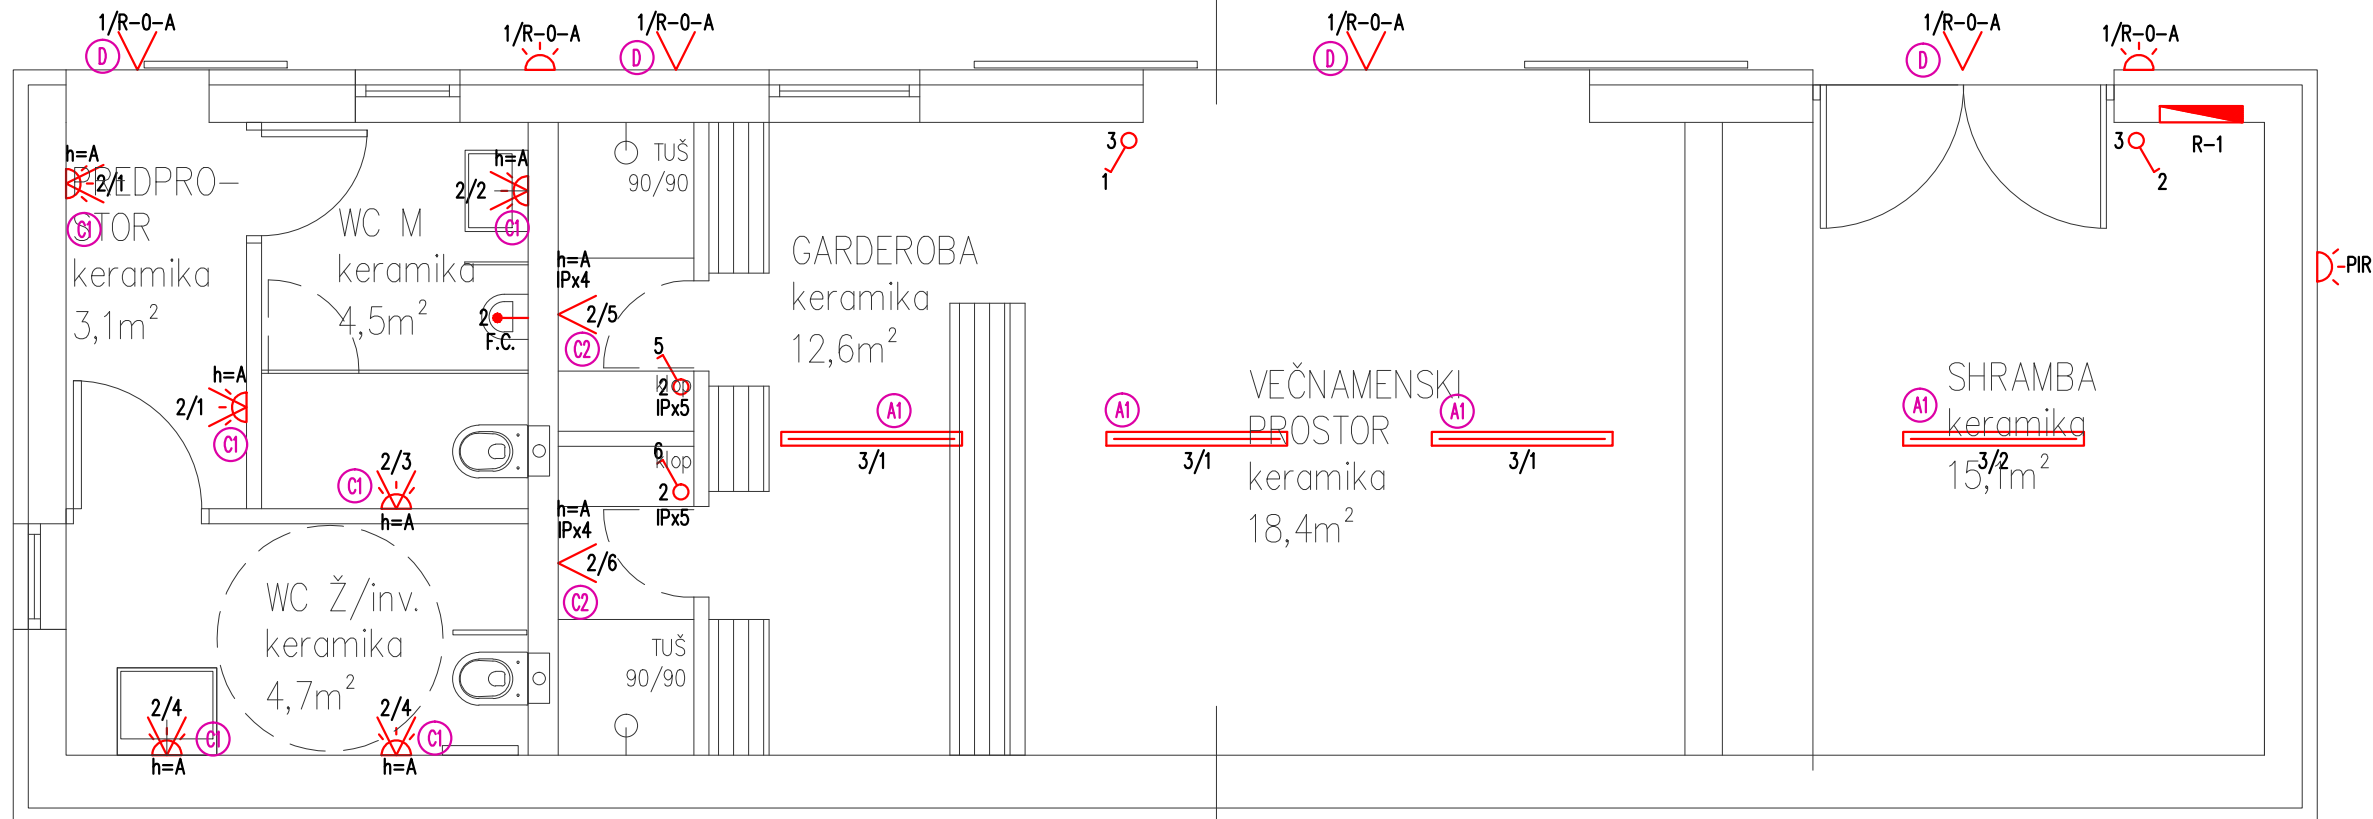 1/R-0-A
D
1/R-0-A
1/R-0-A
D
1/R-0-A
D
1/R-0-A
D
1/R-0-A
h=A
2/1
C1
PREDPRO-
STOR
keramika
3,1m²
h=A
2/2
C1
WC M
keramika
4,5m²
2
F.C.
TUŠ
90/90
h=A
IPx4
2/5
C2
GARDEROBA
keramika
12,6m²
3
1
3
2
R-1
PIR
h=A
2/1
C1
C1
2/3
h=A
5
klop
2
IPx5
6
klop
2
IPx5
h=A
IPx4
2/6
C2
A1
3/1
A1
3/1
VEČNAMENSKI
PROSTOR
keramika
18,4m²
A1
3/1
SHRAMBA
keramika
15,1m²
A1
3/2
WC Ž/inv.
keramika
4,7m²
TUŠ
90/90
2/4
C1
h=A
2/4
C1
h=A